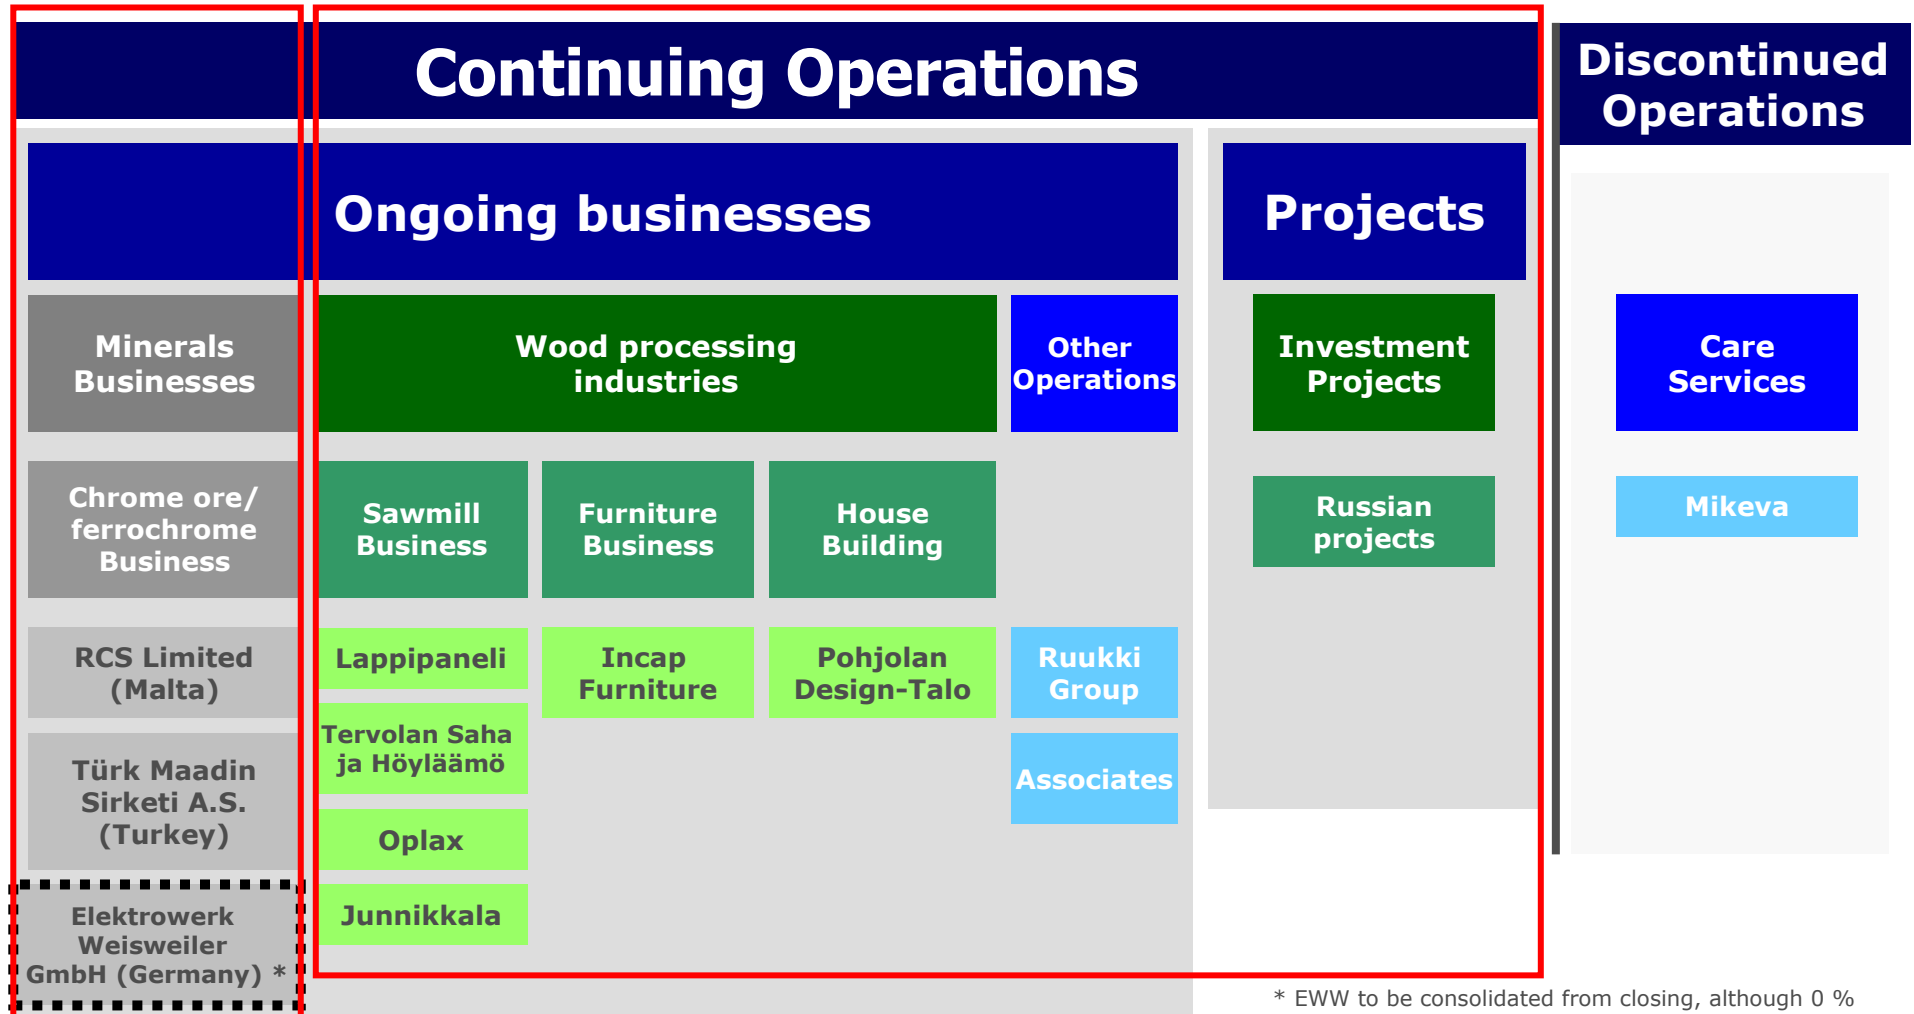 Continuing Operations
Discontinued
Operations
Ongoing businesses
Projects
Minerals
Businesses
Wood processing
industries
Other
Operations
Investment
Projects
Care
Services
Chrome ore/
ferrochrome
Business
Sawmill
Business
Furniture
Business
House
Building
Russian
projects
Mikeva
RCS Limited
(Malta)
Lappipaneli
Incap
Furniture
Pohjolan
Design-Talo
Ruukki
Group
Tervolan Saha
ja Höyläämö
Türk Maadin
Sirketi A.S.
(Turkey)
Associates
Oplax
Junnikkala
Elektrowerk
Weisweiler
GmbH (Germany) *
* EWW to be consolidated from closing, although 0 %